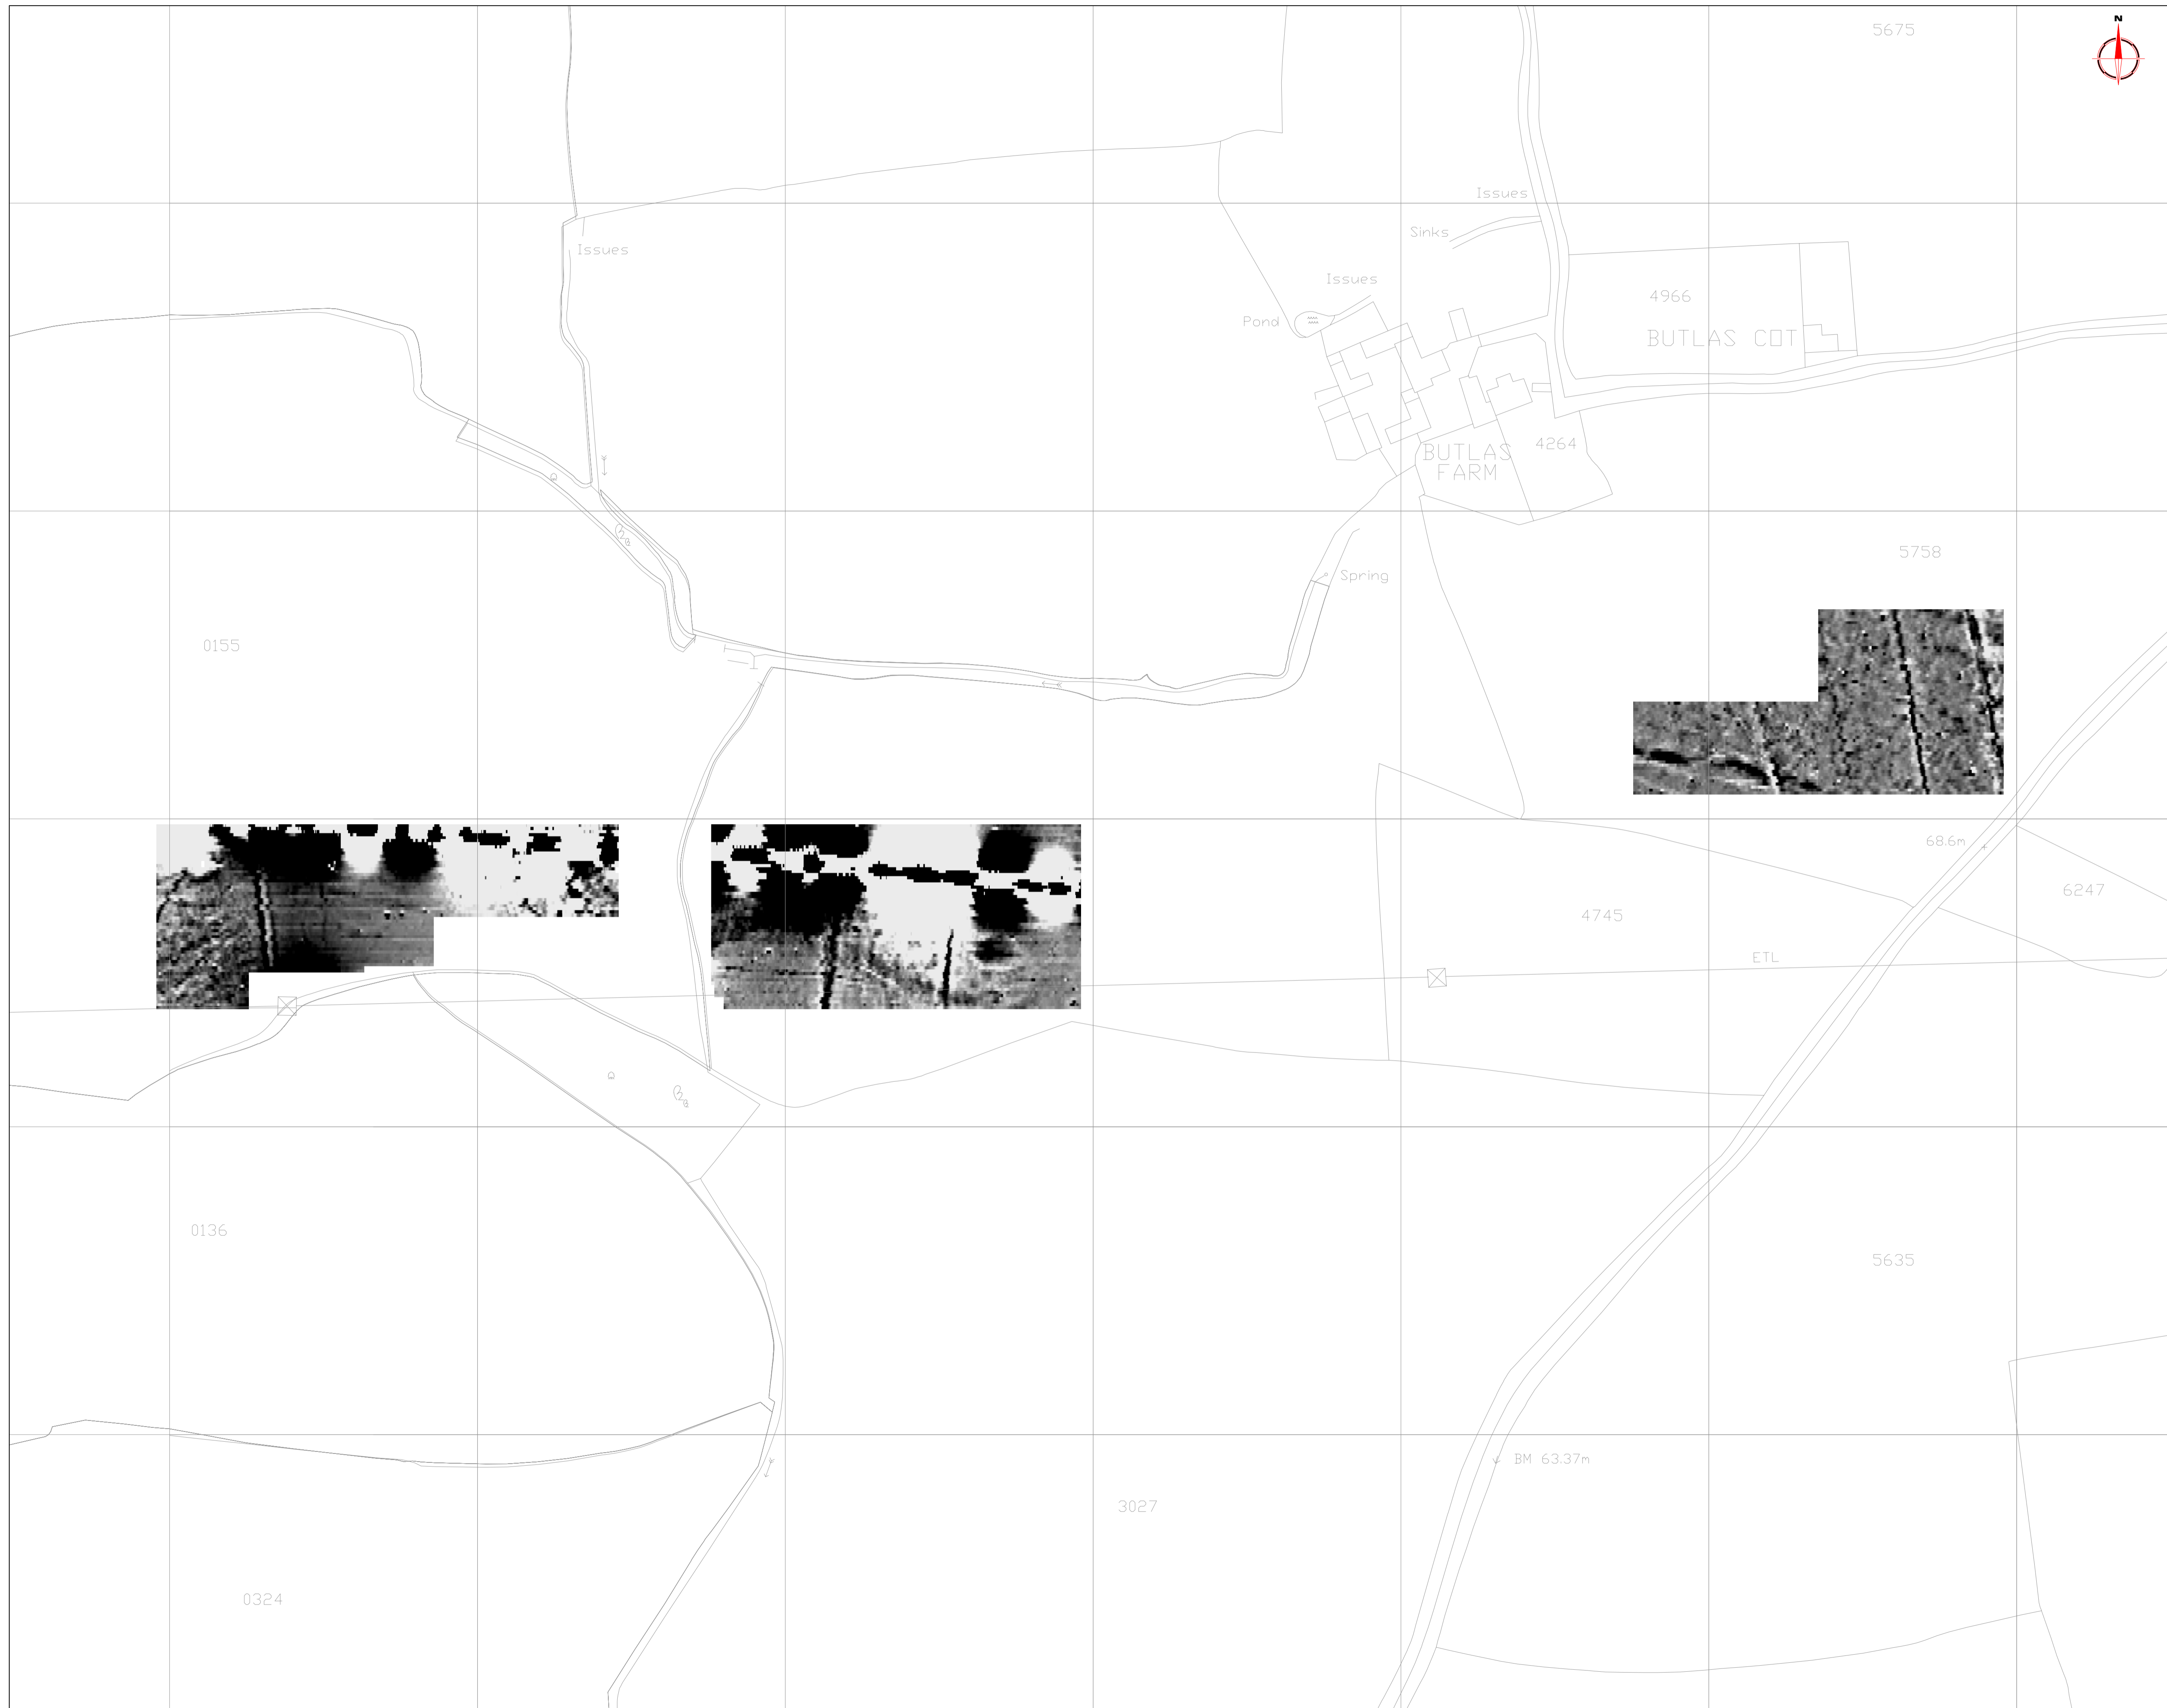 N
5675
Issues
Sinks
Issues
Issues
4966
Pond
BUTLAS COT
4264
BUTLAS
FARM
5758
Spring
0155
68.6m
6247
4745
ETL
0136
5635
BM 63.37m
3027
0324